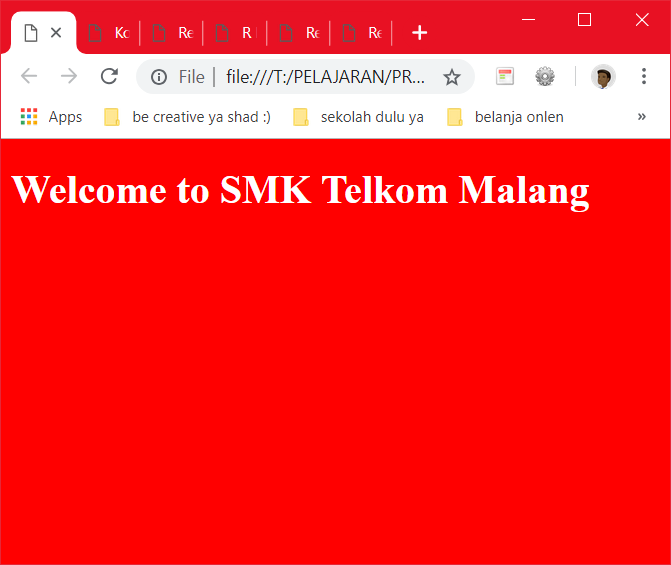 Ko Re R Re Re
File file:///T:/PELAJARAN/PR...
Apps be creative ya shad :) sekolah dulu ya belanja onlen »
Welcome to SMK Telkom Malang